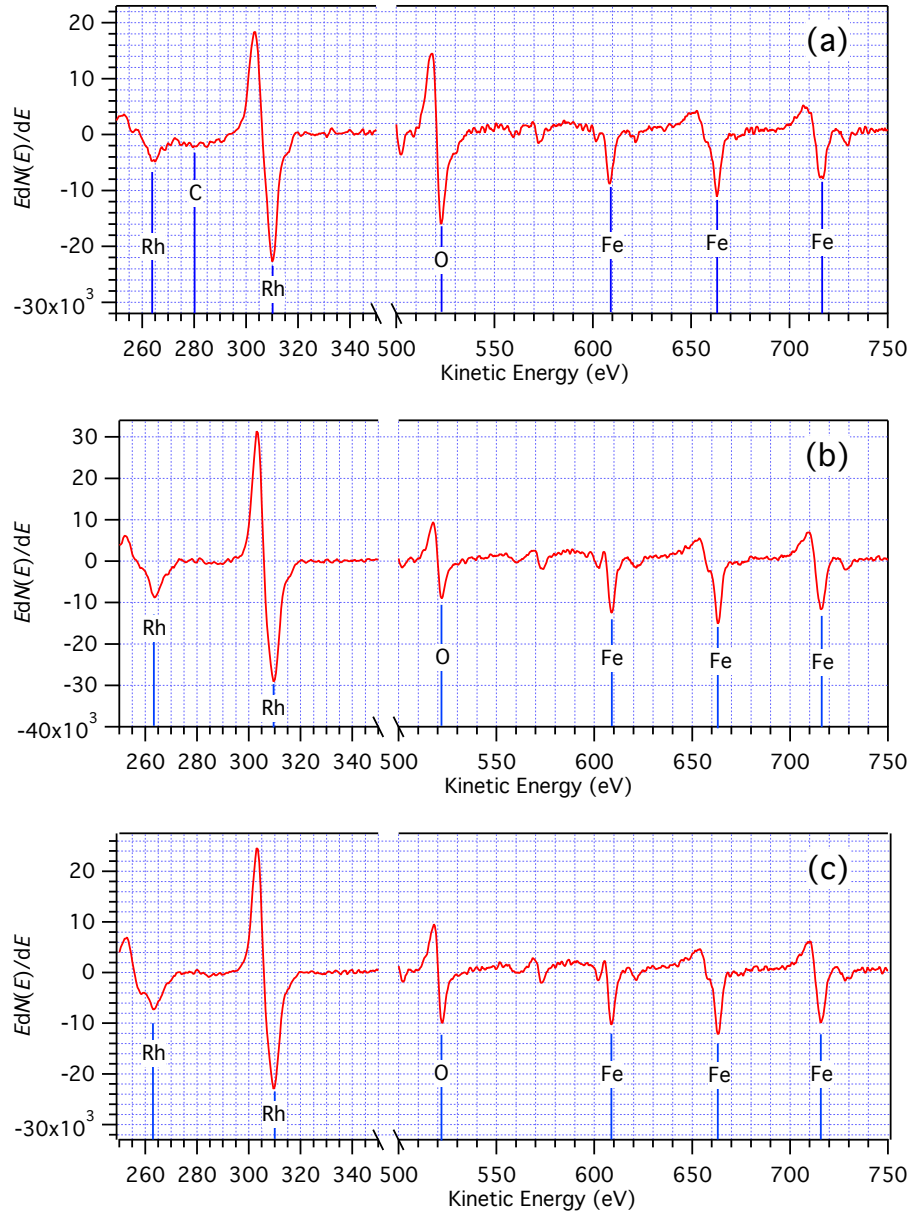 (a)
20
10
0
-10
-20
-30x10³
EdN(E)/dE
Rh
C
Rh
O
Fe
Fe
Fe
260 280 300 320 340 500 550 600 650 700 750
Kinetic Energy (eV)
(b)
30
20
10
0
-10
-20
-30
-40x10³
EdN(E)/dE
Rh
Rh
O
Fe
Fe
Fe
260 280 300 320 340 500 550 600 650 700 750
Kinetic Energy (eV)
(c)
20
10
0
-10
-20
-30x10³
EdN(E)/dE
Rh
Rh
O
Fe
Fe
Fe
260 280 300 320 340 500 550 600 650 700 750
Kinetic Energy (eV)